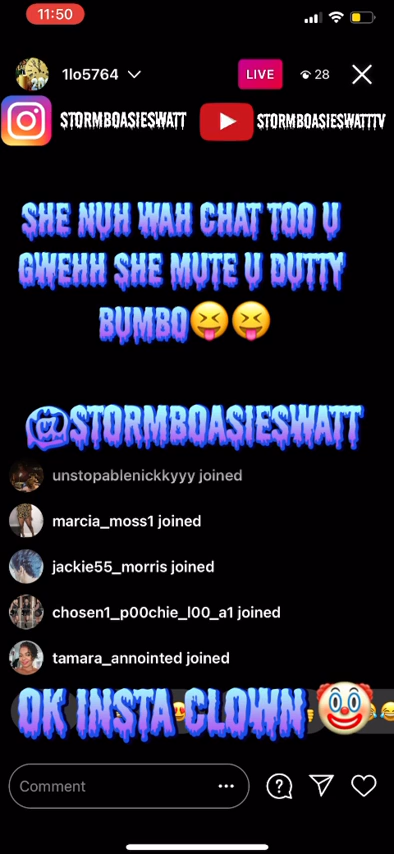 11:50
1lo5764
LIVE
28
STORMBOASIESWATT
STORMBOASIESWATTTV
SHE NUH WAH CHAT TOO U
GWEHH SHE MUTE U DUTTY
BUMBO😝😝
@STORMBOASIESWATT
unstopablenickkyyy joined
marcia_moss1 joined
jackie55_morris joined
chosen1_p00chie_l00_a1 joined
tamara_annointed joined
OK INSTA CLOWN🤡
Comment